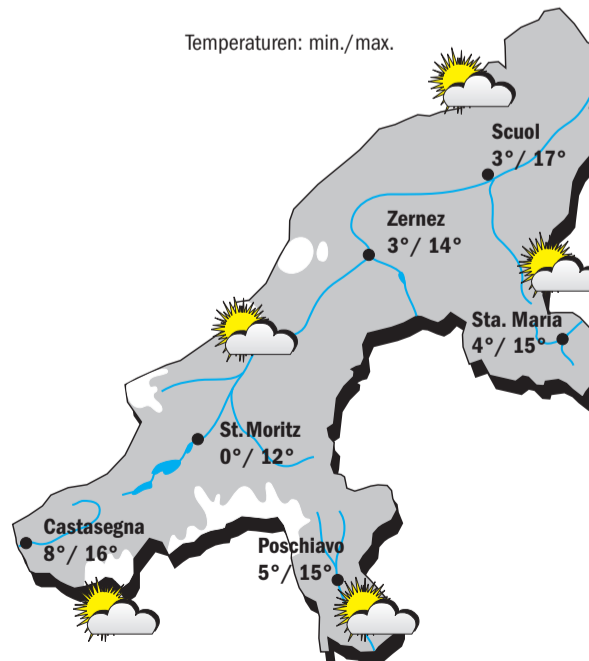 Temperaturen: min./max.
Scuol
3°/ 17°
Zernez
3°/ 14°
Sta. Maria
4°/ 15°
St. Moritz
0°/ 12°
Castasegna
8°/ 16°
Poschiavo
5°/ 15°